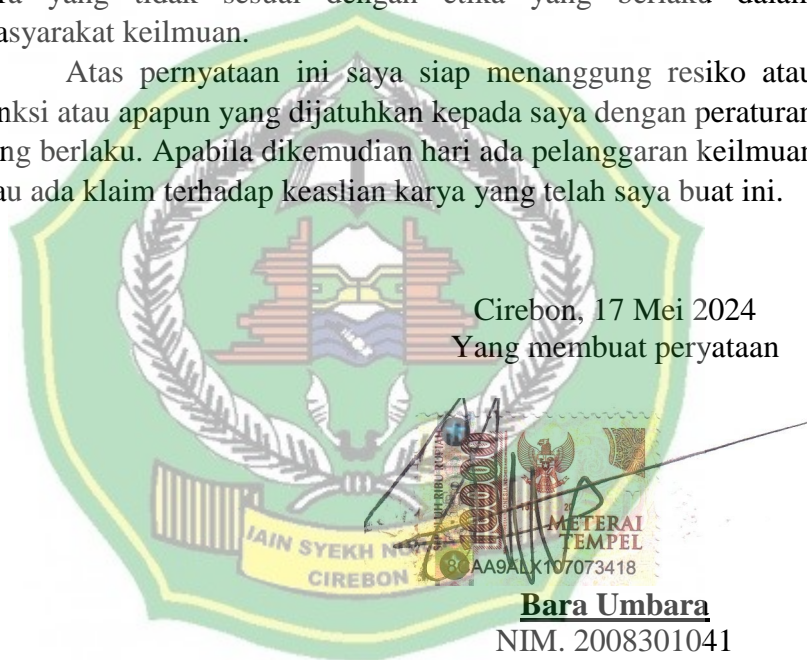 yang tidak sesuai dengan etika yang berlaku dalam
asyarakat keilmuan.
Atas pernyataan ini saya siap menanggung resiko atau
nksi atau apapun yang dijatuhkan kepada saya dengan peraturan
ng berlaku. Apabila dikemudian hari ada pelanggaran keilmuan
au ada klaim terhadap keaslian karya yang telah saya buat ini.
Cirebon, 17 Mei 2024
Yang membuat peryataan
10000
METERAI
TEMPEL
AA9ALX107073418
IAIN SYEKH
CIREBON
Bara Umbara
NIM. 2008301041